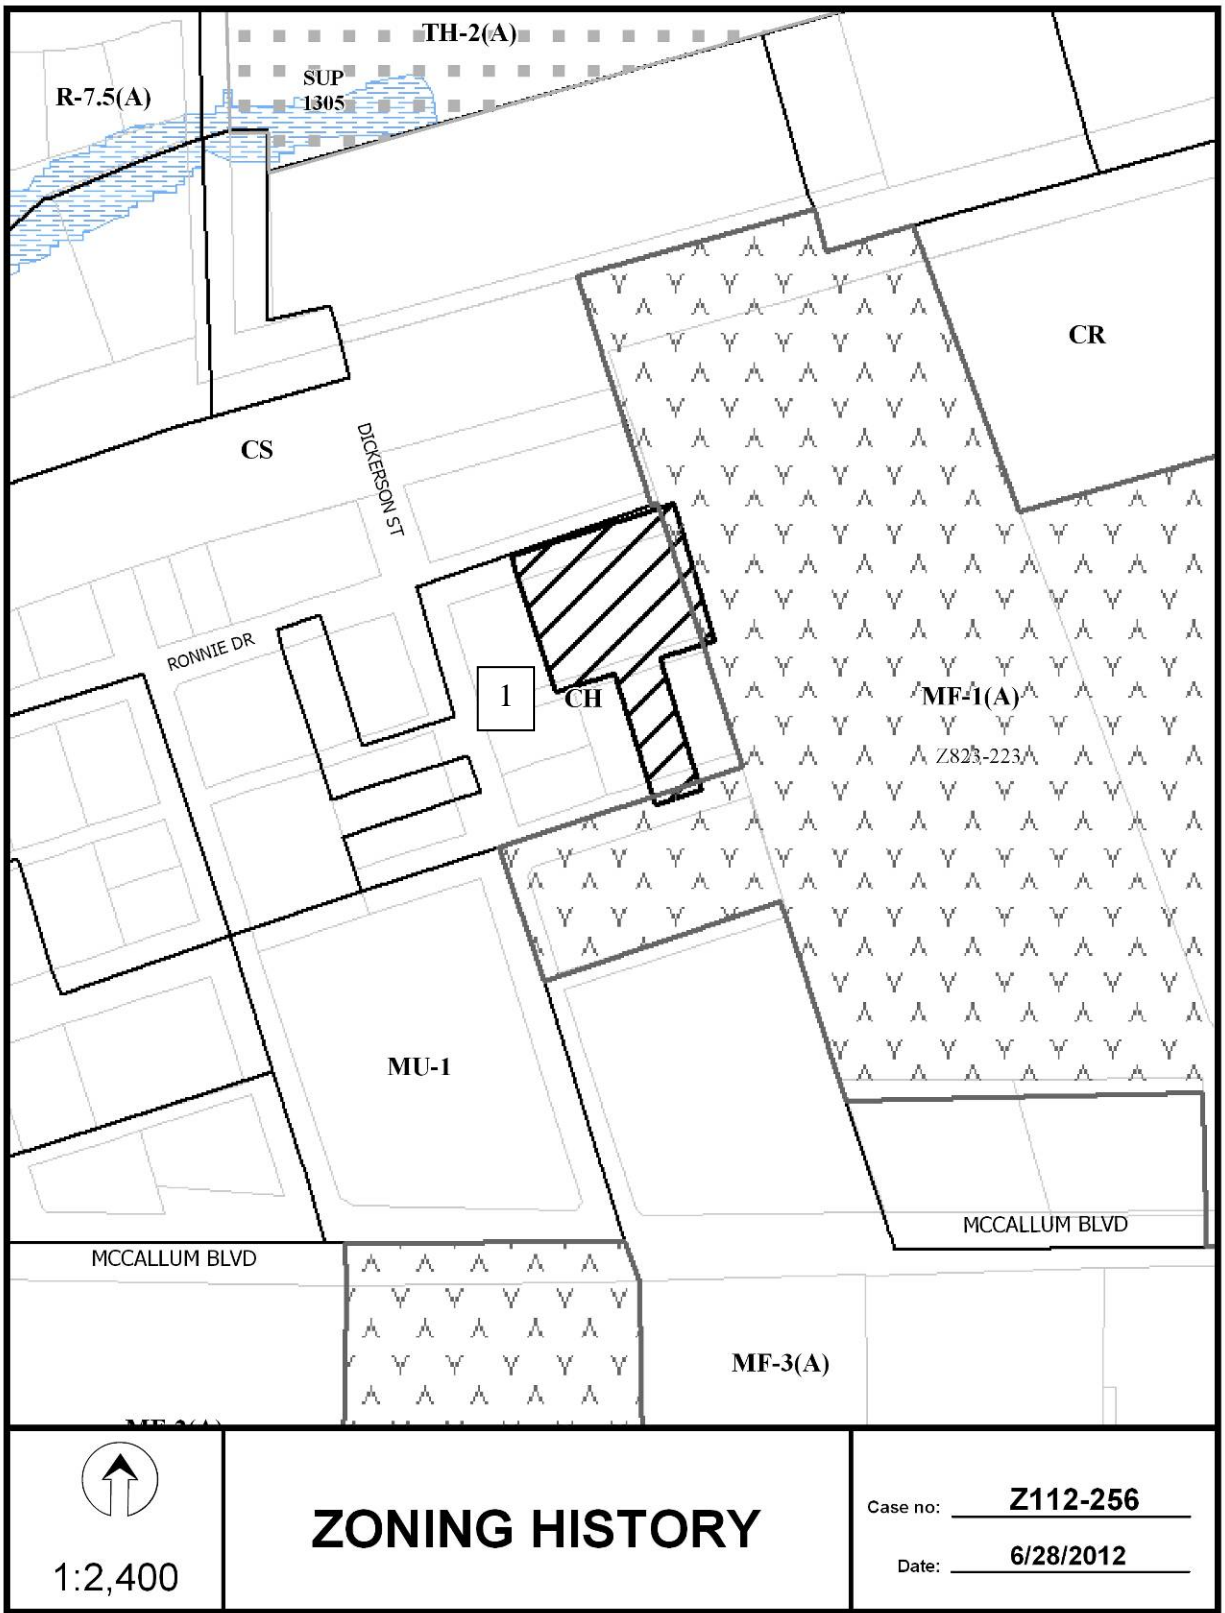 TH-2(A)
SUP
1305
R-7.5(A)
CR
CS
DICKERSON ST
RONNIE DR
1
CH
MF-1(A)
Z823-223
MU-1
MCCALLUM BLVD
MCCALLUM BLVD
MF-3(A)
1:2,400
ZONING HISTORY
Case no: Z112-256
Date: 6/28/2012